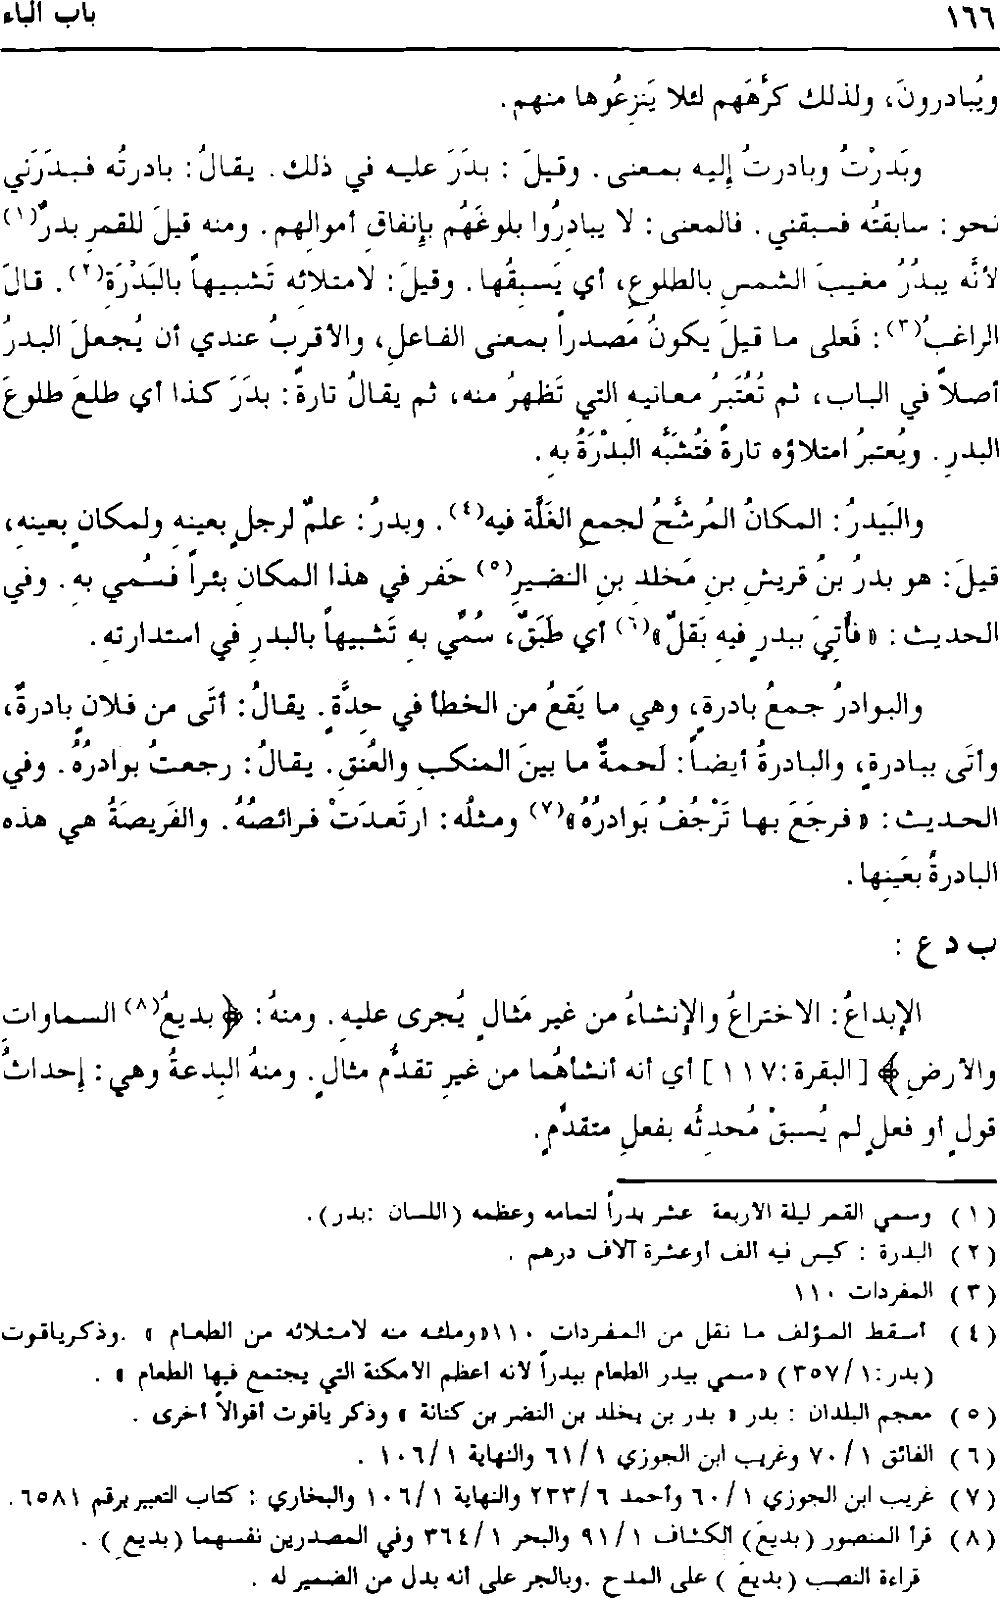 ١٦٦ باب الباء
ويُبادرونَ، ولذلك كرَّهَهم لئلا يَنزِعُوها منهم.
وبَدرْتُ وبادرتُ إليه بمعنى. وقيلَ: بدَرَ عليه في ذلك. يقالُ: بادرتُه فبدَرَني
نحو: سابقتُه فسبقني. فالمعنى: لا يبادِرُوا بلوغَهُم بإنفاقِ أموالِهم. ومنه قيلَ للقمرِ بدرٌ(١)
لأنَّه يبدُرُ مغيبَ الشمسِ بالطلوعِ، أي يَسبِقُها. وقيلَ: لامتلائِه تَشبيهاً بالبَدْرَةِ(٢). قالَ
الراغبُ(٣): فَعلى ما قيلَ يكونُ مَصدراً بمعنى الفاعلِ، والأقربُ عندي أن يُجعلَ البدرُ
أصلاً في الباب، ثم تُعْتَبرُ معانيه التي تَظهرُ منه، ثم يقالُ تارةً: بدَرَ كذا أي طلعَ طلوعَ
البدرِ. ويُعتبرُ امتلاؤه تارةً فتُشبَّه البدْرَةُ بهِ.
والبَيدرُ: المكانُ المُرشَّحُ لجمعِ الغَلَّة فيه(٤). وبدرُ: علمٌ لرجلٍ بعينهِ ولمكانٍ بعينهِ،
قيلَ: هو بدرُ بنُ قريشِ بنِ مَخلد بنِ النضيرِ(٥) حَفر في هذا المكانِ بئراً فسُمي بهِ. وفي
الحديث: «فأُتِيَ ببدرٍ فيهِ بَقلٌ»(٦) أي طَبَقٌ، سُمِّي به تَشبيهاً بالبدرِ في استدارتهِ.
والبوادرُ جمعُ بادرةٍ، وهي ما يَقعُ من الخطأ في حِدَّةٍ. يقالُ: أتَى من فلانٍ بادرةٌ،
وأتَى ببادرةٍ، والبادرةُ أيضاً: لَحمةٌ ما بينَ المنكبِ والعُنقِ. يقالُ: رجعتُ بوادرُهُ. وفي
الحديث: «فرجَعَ بها تَرْجُفُ بَوادرُهُ»(٧) ومثلُه: ارتَعدَتْ فرائصُهُ. والفَريصَةُ هي هذه
البادرةُ بعَينِها.
ب د ع :
الإبداعُ: الاختراعُ والإنشاءُ من غيرِ مَثالٍ يُجرى عليهِ. ومنهُ: ﴿بديعُ(٨) السماواتِ
والأرضِ﴾ [البقرة:١١٧] أي أنه أنشأهُما من غيرِ تقدُّم مثالٍ. ومنهُ البدعةُ وهي: إحداثُ
قولٍ أو فعلٍ لم يُسبقْ مُحدثُه بفعلٍ متقدِّمٍ.
(١) وسمي القمر ليلة الأربعة عشر بدراً لتمامه وعظمه (اللسان :بدر).
(٢) البدرة : كيس فيه ألف أوعشرة آلاف درهم .
(٣) المفردات ١١٠
(٤) أسقط المؤلف ما نقل من المفردات ١١٠«وملئه منه لامتلائه من الطعام » .وذكرياقوت
(بدر:٣٥٧/١) «سمي بيدر الطعام بيدراً لأنه أعظم الأمكنة التي يجتمع فيها الطعام » .
(٥) معجم البلدان : بدر « بدر بن يخلد بن النضر بن كنانة » وذكر ياقوت أقوالاً أخرى .
(٦) الفائق ٧٠/١ وغريب ابن الجوزي ٦١/١ والنهاية ١٠٦/١ .
(٧) غريب ابن الجوزي ٦٠/١ وأحمد ٢٣٣/٦ والنهاية ١٠٦/١ والبخاري : كتاب التعبير برقم ٦٥٨١ .
(٨) قرأ المنصور (بديعَ) الكشاف ٩١/١ والبحر ٣٦٤/١ وفي المصدرين نفسهما (بديعِ ) .
قراءة النصب (بديعَ ) على المدح .وبالجر على أنه بدل من الضمير له .